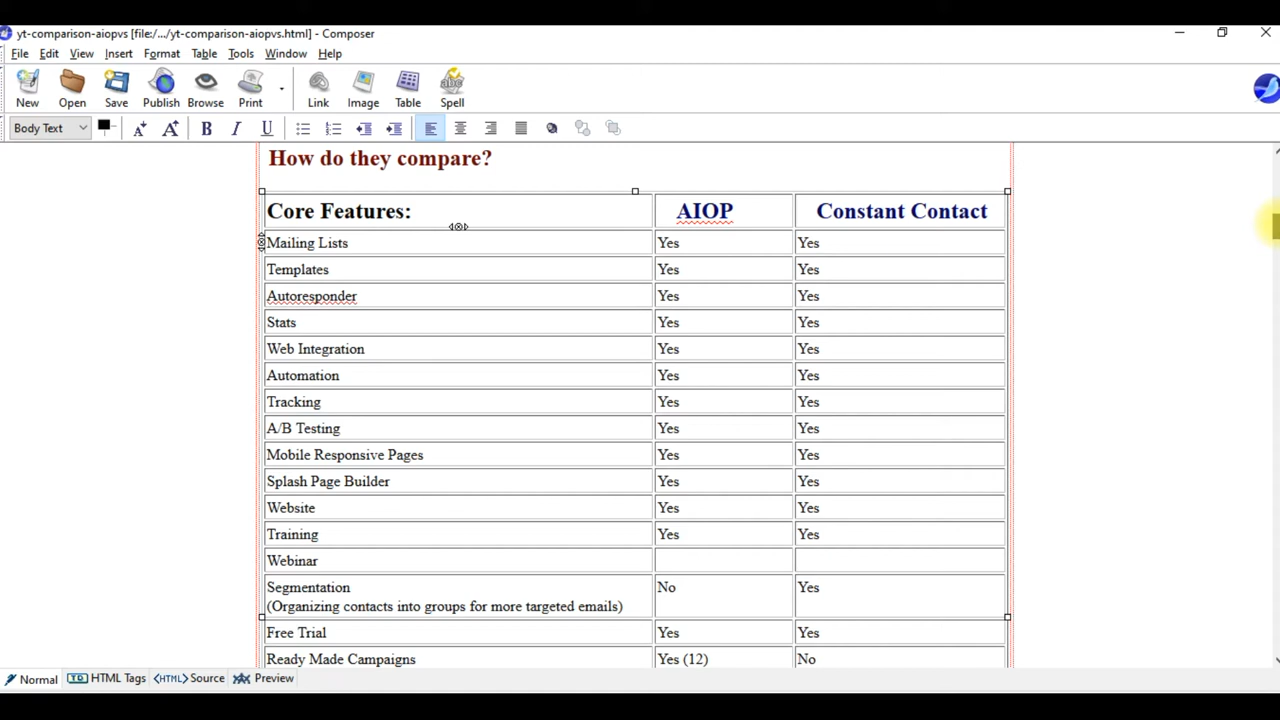 yt-comparison-aiopvs [file:/.../yt-comparison-aiopvs.html] - Composer
File Edit View Insert Format Table Tools Window Help
New Open Save Publish Browse Print Link Image Table Spell
abc
Body Text A A B I U
How do they compare?
Core Features: AIOP Constant Contact
Mailing Lists Yes Yes
Templates Yes Yes
Autoresponder Yes Yes
Stats Yes Yes
Web Integration Yes Yes
Automation Yes Yes
Tracking Yes Yes
A/B Testing Yes Yes
Mobile Responsive Pages Yes Yes
Splash Page Builder Yes Yes
Website Yes Yes
Training Yes Yes
Webinar
Segmentation No Yes
(Organizing contacts into groups for more targeted emails)
Free Trial Yes Yes
Ready Made Campaigns Yes (12) No
Normal TD HTML Tags <HTML> Source Preview